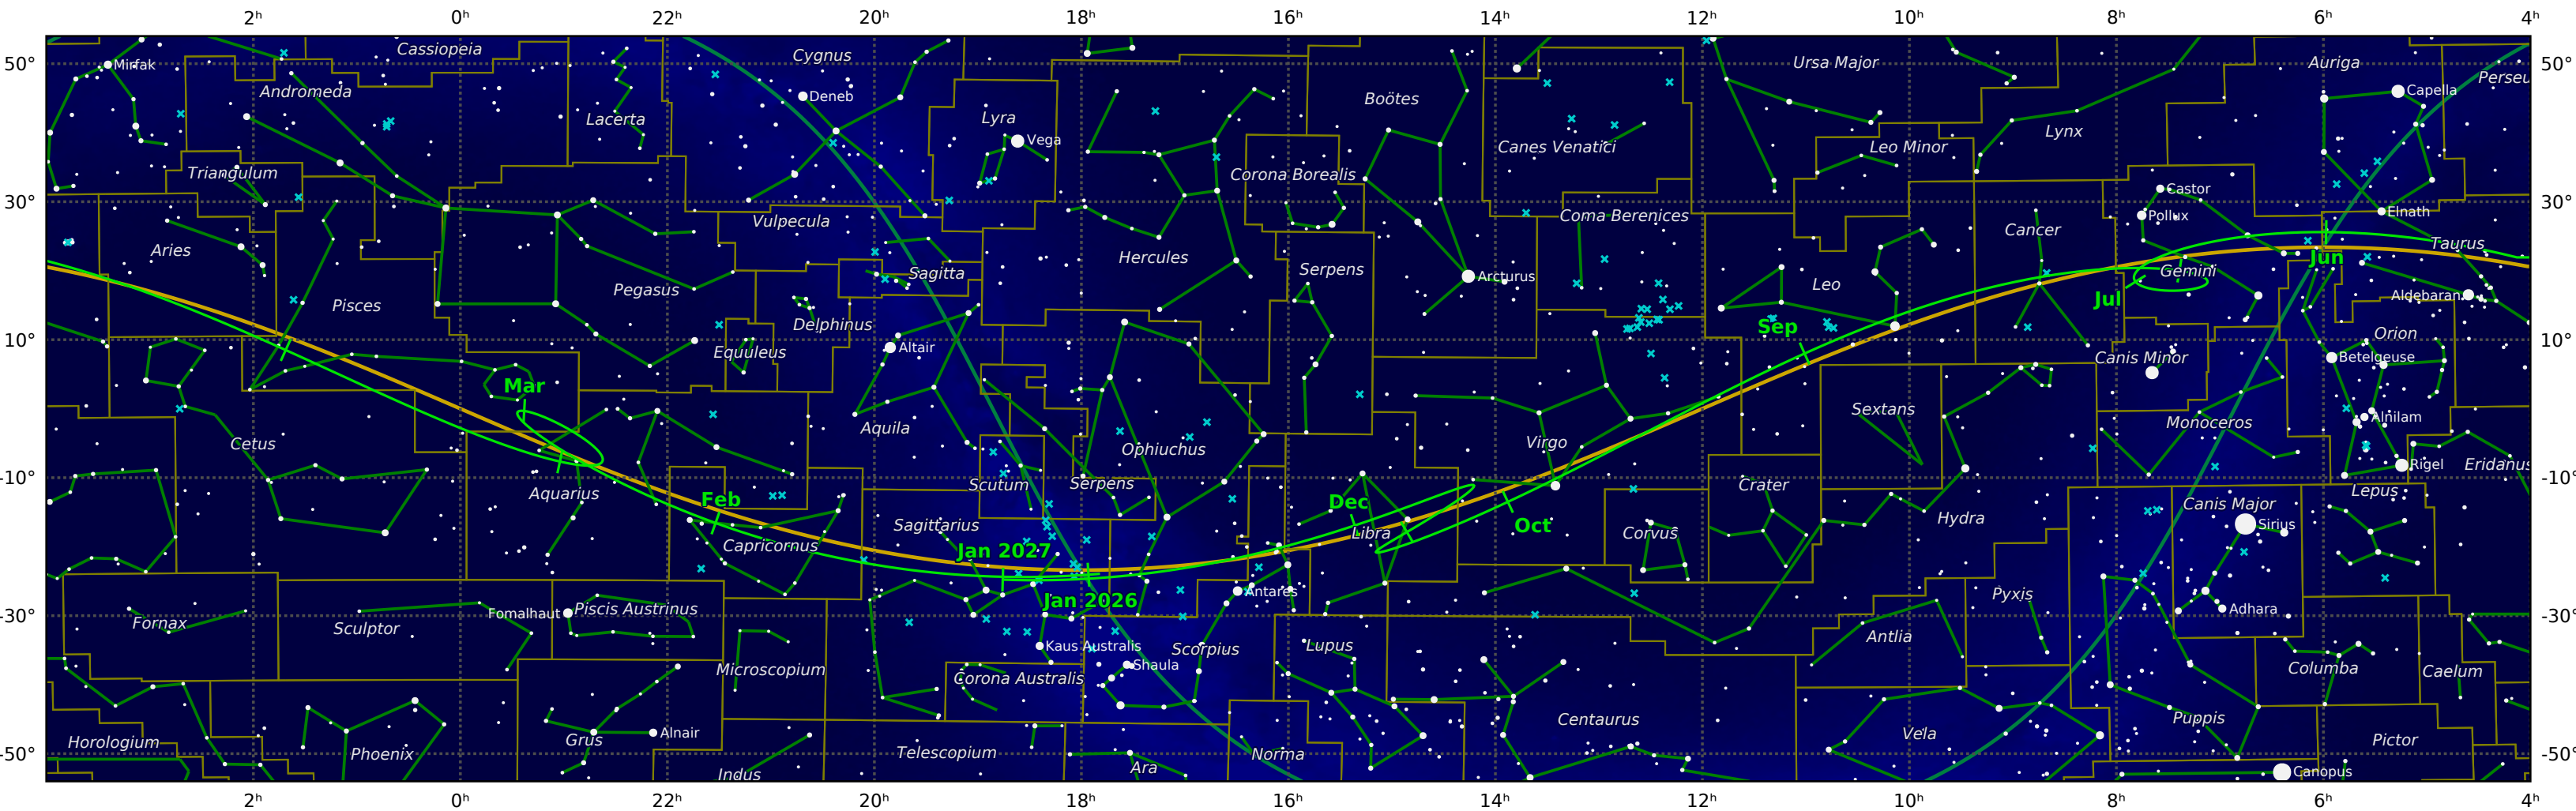 2ʰ 0ʰ 22ʰ 20ʰ 18ʰ 16ʰ 14ʰ 12ʰ 10ʰ 8ʰ 6ʰ 4ʰ
Cassiopeia
Cygnus
50°
Mirfak
Ursa Major
Auriga
50°
Andromeda
Deneb
Boötes
Capella
Perseu
Lacerta
Lyra
Vega
Canes Venatici
Leo Minor
Lynx
Triangulum
Corona Borealis
Castor
30°
Vulpecula
Coma Berenices
Pollux
Elnath
30°
Aries
Hercules
Cancer
Taurus
Pegasus
Sagitta
Serpens
Arcturus
Leo
Gemini
Jun
Pisces
Delphinus
Sep
Jul
Aldebaran
10°
Equuleus
Altair
Canis Minor
Orion
Betelgeuse
10°
Mar
Sextans
Cetus
Aquila
Ophiuchus
Virgo
Monoceros
Alnilam
-10°
Aquarius
Feb
Scutum
Serpens
Dec
Crater
Rigel
Eridanus
-10°
Sagittarius
Libra
Oct
Corvus
Hydra
Canis Major
Lepus
Sirius
Capricornus
Jan 2027
Jan 2026
Antares
Pyxis
-30°
Fornax
Sculptor
Fomalhaut
Piscis Austrinus
Adhara
-30°
Kaus Australis
Scorpius
Lupus
Antlia
Microscopium
Shaula
Corona Australis
Columba
Caelum
Horologium
Phoenix
Grus
Alnair
Telescopium
Norma
Centaurus
Vela
Puppis
Pictor
-50°
Indus
Ara
Canopus
-50°
2ʰ 0ʰ 22ʰ 20ʰ 18ʰ 16ʰ 14ʰ 12ʰ 10ʰ 8ʰ 6ʰ 4ʰ